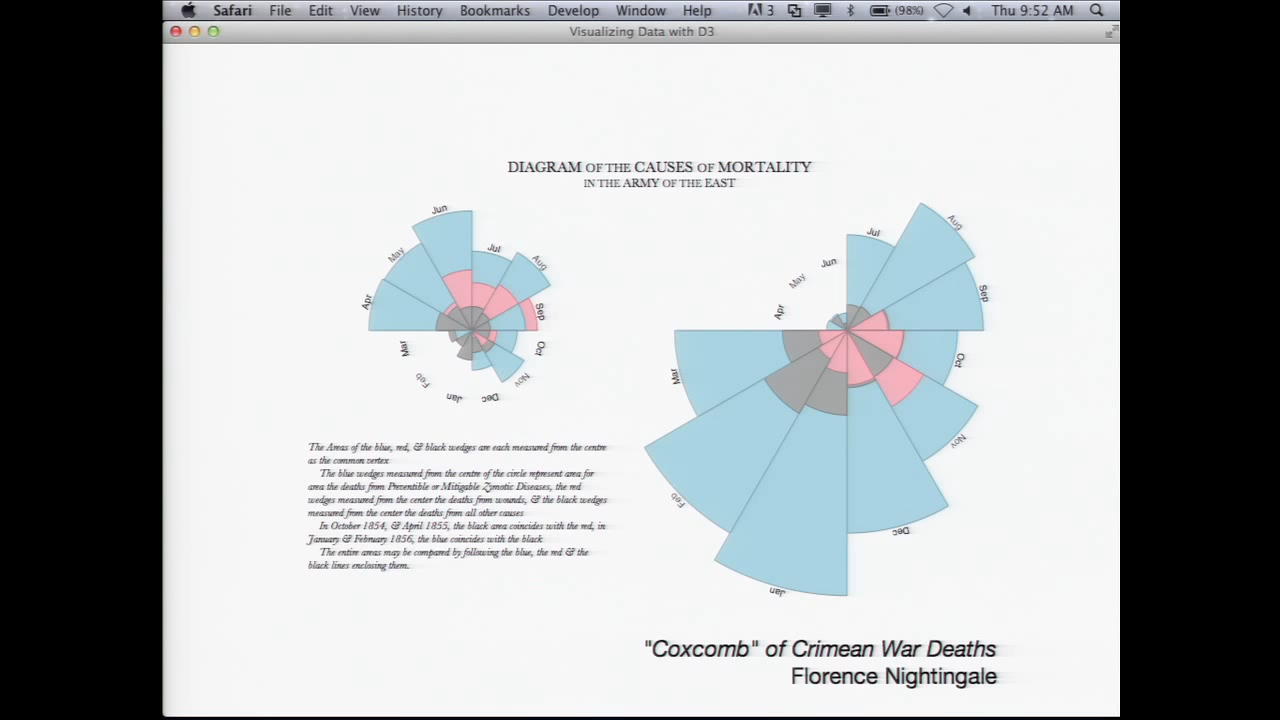 Safari File Edit View History Bookmarks Develop Window Help 3 (98%) Thu 9:52 AM
Visualizing Data with D3
DIAGRAM OF THE CAUSES OF MORTALITY
IN THE ARMY OF THE EAST
Jun
Jul
May
Aug
Apr
Sep
Mar
Oct
Feb
Nov
Jan
Dec
Aug
Jul
Jun
May
Sep
Apr
Oct
Mar
Nov
Feb
Dec
Jan
The Areas of the blue, red, & black wedges are each measured from the centre
as the common vertex
The blue wedges measured from the centre of the circle represent area for
area the deaths from Preventible or Mitigable Zymotic Diseases, the red
wedges measured from the center the deaths from wounds, & the black wedges
measured from the center the deaths from all other causes
In October 1854, & April 1855, the black area coincides with the red, in
January & February 1856, the blue coincides with the black
The entire areas may be compared by following the blue, the red & the
black lines enclosing them.
"Coxcomb" of Crimean War Deaths
Florence Nightingale